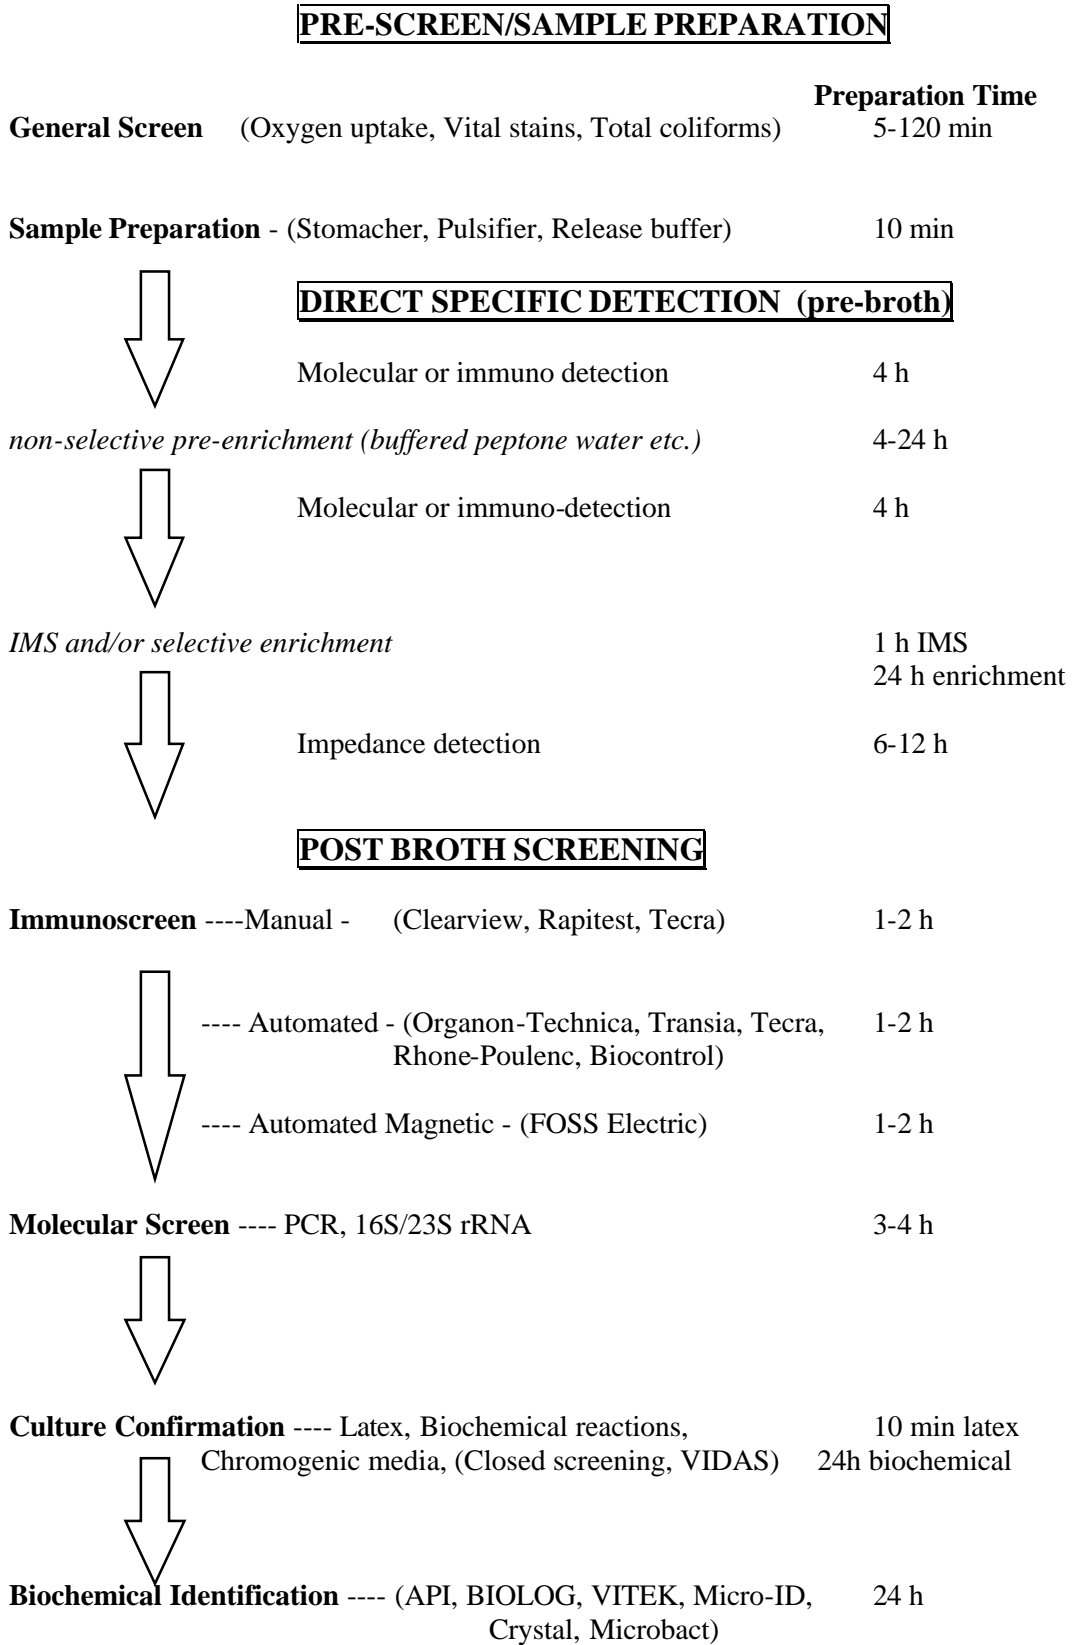 PRE-SCREEN/SAMPLE PREPARATION
Preparation Time
General Screen (Oxygen uptake, Vital stains, Total coliforms) 5-120 min
Sample Preparation - (Stomacher, Pulsifier, Release buffer) 10 min
DIRECT SPECIFIC DETECTION (pre-broth)
Molecular or immuno detection 4 h
non-selective pre-enrichment (buffered peptone water etc.) 4-24 h
Molecular or immuno-detection 4 h
IMS and/or selective enrichment 1 h IMS
24 h enrichment
Impedance detection 6-12 h
POST BROTH SCREENING
Immunoscreen ----Manual - (Clearview, Rapitest, Tecra) 1-2 h
---- Automated - (Organon-Technica, Transia, Tecra, 1-2 h
Rhone-Poulenc, Biocontrol)
---- Automated Magnetic - (FOSS Electric) 1-2 h
Molecular Screen ---- PCR, 16S/23S rRNA 3-4 h
Culture Confirmation ---- Latex, Biochemical reactions, 10 min latex
Chromogenic media, (Closed screening, VIDAS) 24h biochemical
Biochemical Identification ---- (API, BIOLOG, VITEK, Micro-ID, 24 h
Crystal, Microbact)